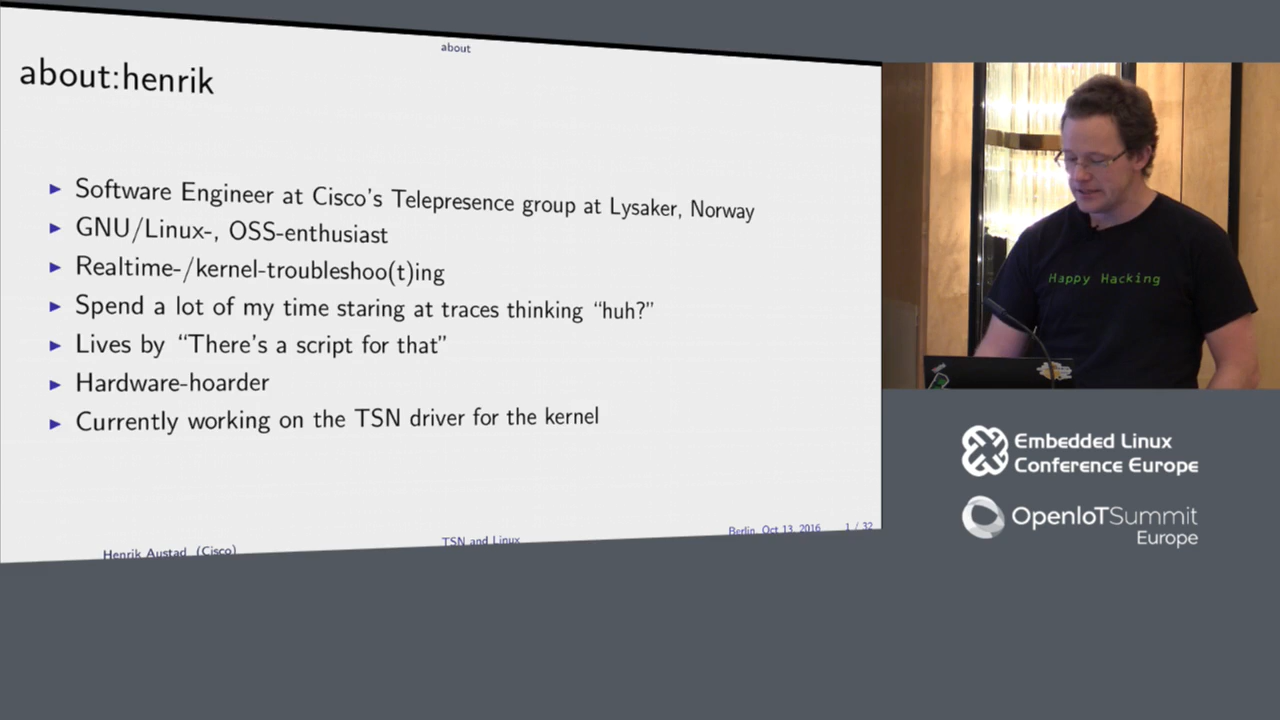 about
about:henrik
Software Engineer at Cisco's Telepresence group at Lysaker, Norway
GNU/Linux-, OSS-enthusiast
Realtime-/kernel-troubleshoo(t)ing
Spend a lot of my time staring at traces thinking “huh?”
Lives by “There's a script for that”
Hardware-hoarder
Currently working on the TSN driver for the kernel
Henrik Austad (Cisco)
TSN and Linux
Berlin, Oct 13, 2016
1 / 32
Happy Hacking
Embedded Linux
Conference Europe
OpenIoTSummit
Europe